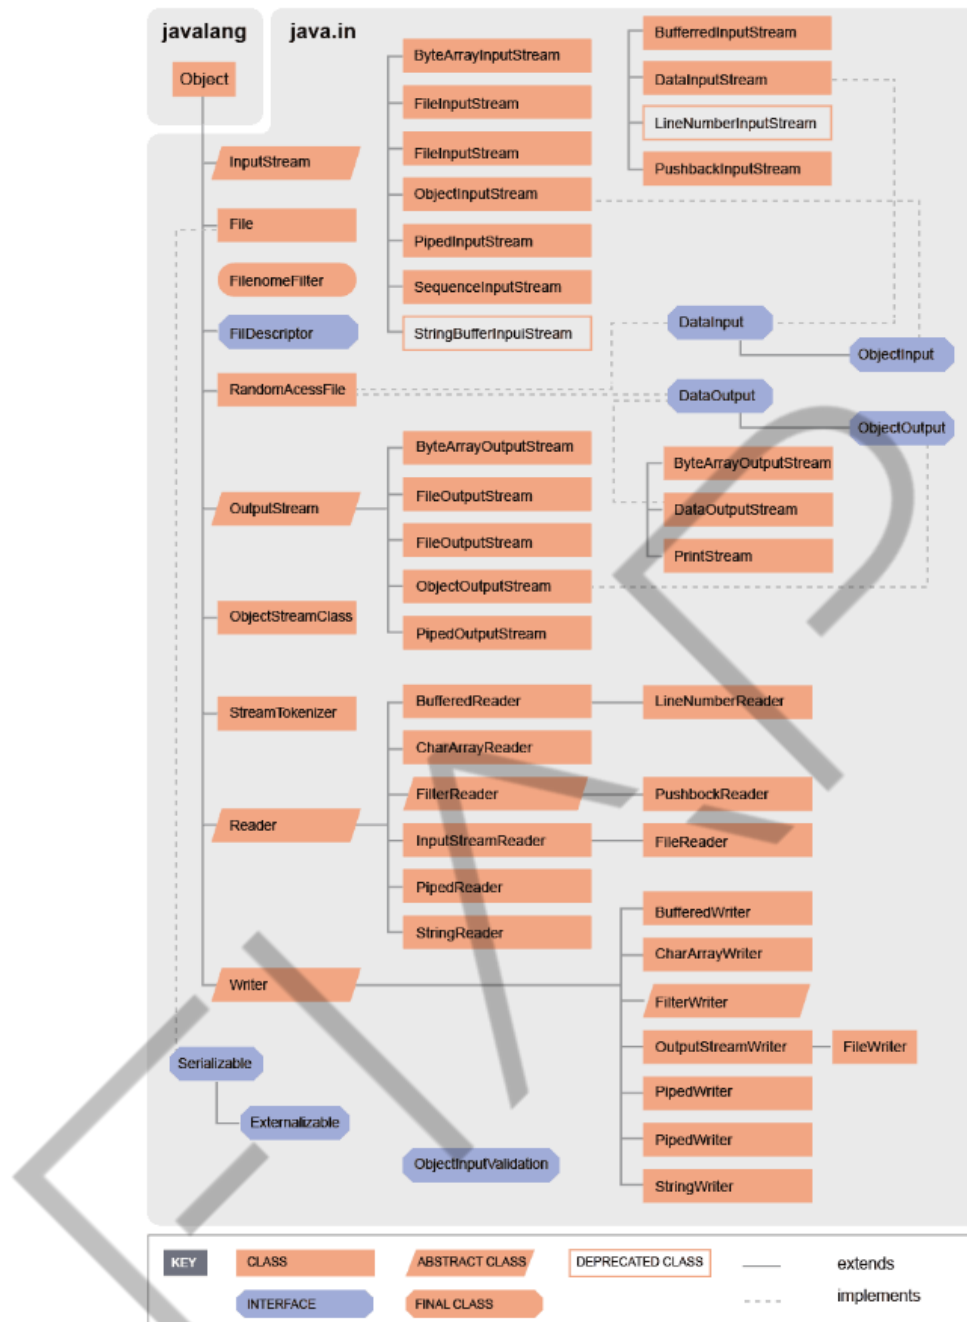 javalang
java.in
Object
InputStream
File
FilenomeFilter
FilDescriptor
RandomAcessFile
OutputStream
ObjectStreamClass
StreamTokenizer
Reader
Writer
Serializable
Externalizable
ByteArrayInputStream
FileInputStream
FileInputStream
ObjectInputStream
PipedInputStream
SequenceInputStream
StringBufferInpuiStream
BufferredInputStream
DataInputStream
LineNumberInputStream
PushbackInputStream
DataInput
ObjectInput
DataOutput
ObjectOutput
ByteArrayOutputStream
FileOutputStream
FileOutputStream
ObjectOutputStream
PipedOutputStream
ByteArrayOutputStream
DataOutputStream
PrintStream
BufferedReader
CharArrayReader
FilterReader
InputStreamReader
PipedReader
StringReader
LineNumberReader
PushbockReader
FileReader
BufferedWriter
CharArrayWriter
FilterWriter
OutputStreamWriter
FileWriter
PipedWriter
PipedWriter
StringWriter
ObjectInputValidation
KEY
CLASS
ABSTRACT CLASS
DEPRECATED CLASS
extends
INTERFACE
FINAL CLASS
implements